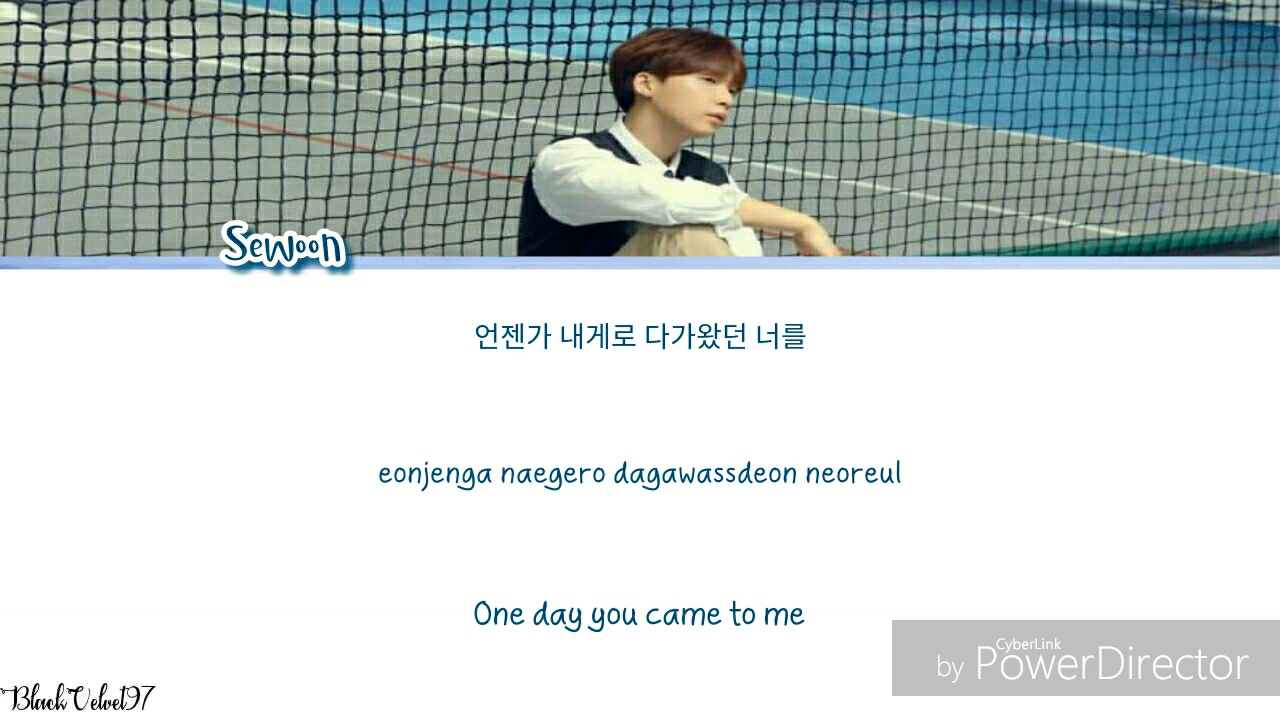 Sewoon
언젠가 내게로 다가왔던 너를
eonjenga naegero dagawassdeon neoreul
One day you came to me
CyberLink
by PowerDirector
BlackVelvet97